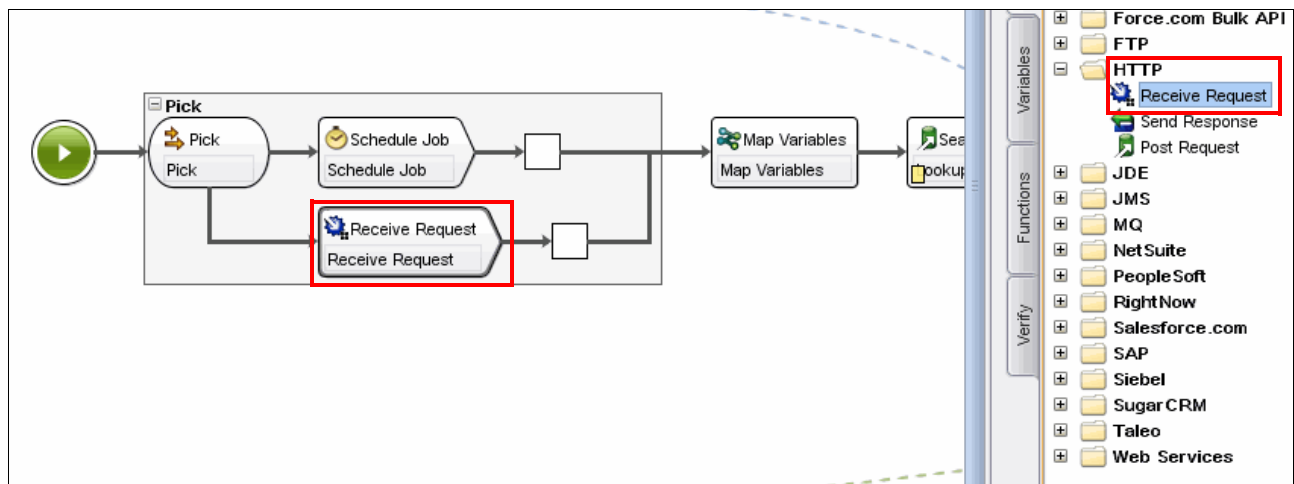 Pick
Pick
Pick
Schedule Job
Schedule Job
Receive Request
Receive Request
Map Variables
Map Variables
Variables
Functions
Verify
Force.com Bulk API
FTP
HTTP
Receive Request
Send Response
Post Request
JDE
JMS
MQ
NetSuite
PeopleSoft
RightNow
Salesforce.com
SAP
Siebel
SugarCRM
Taleo
Web Services